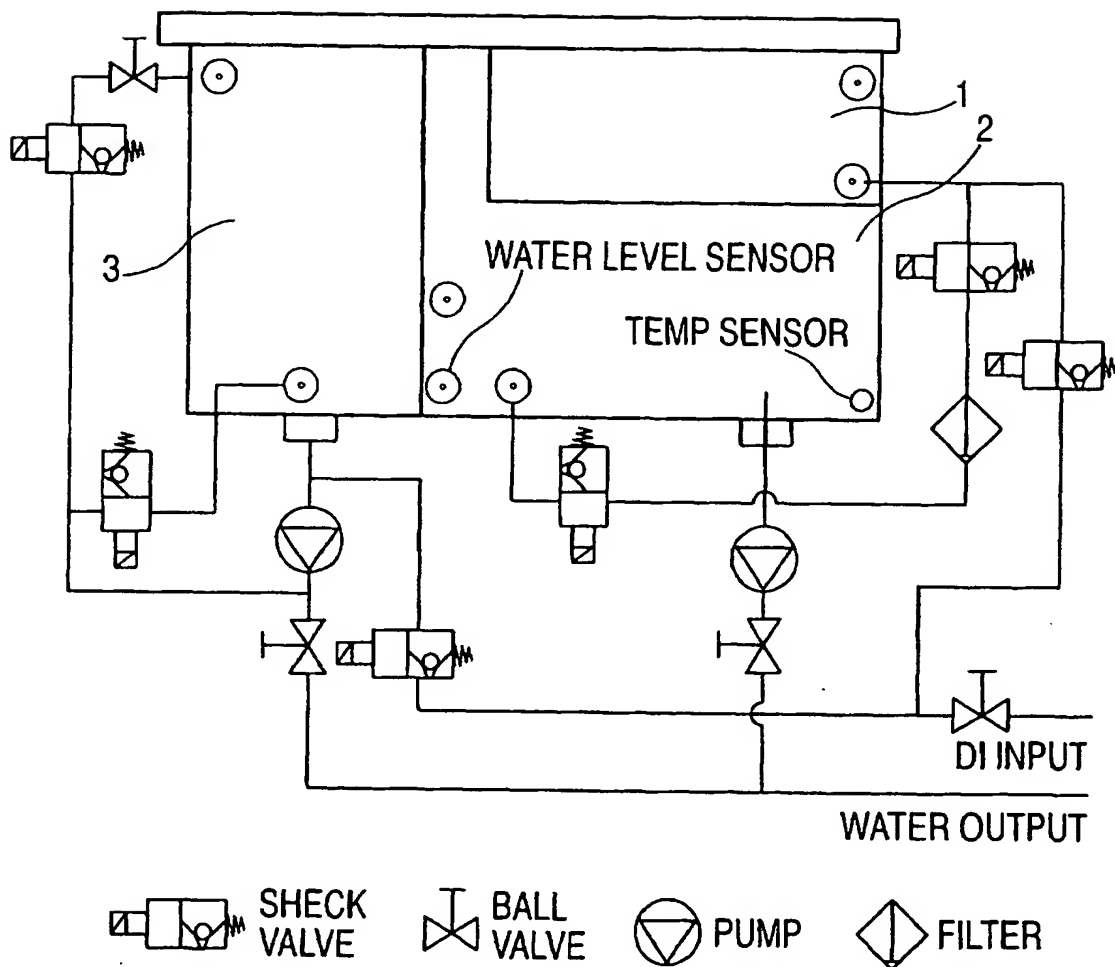 1
2
3
WATER LEVEL SENSOR
TEMP SENSOR
DI INPUT
WATER OUTPUT
SHECK
VALVE
BALL
VALVE
PUMP
FILTER